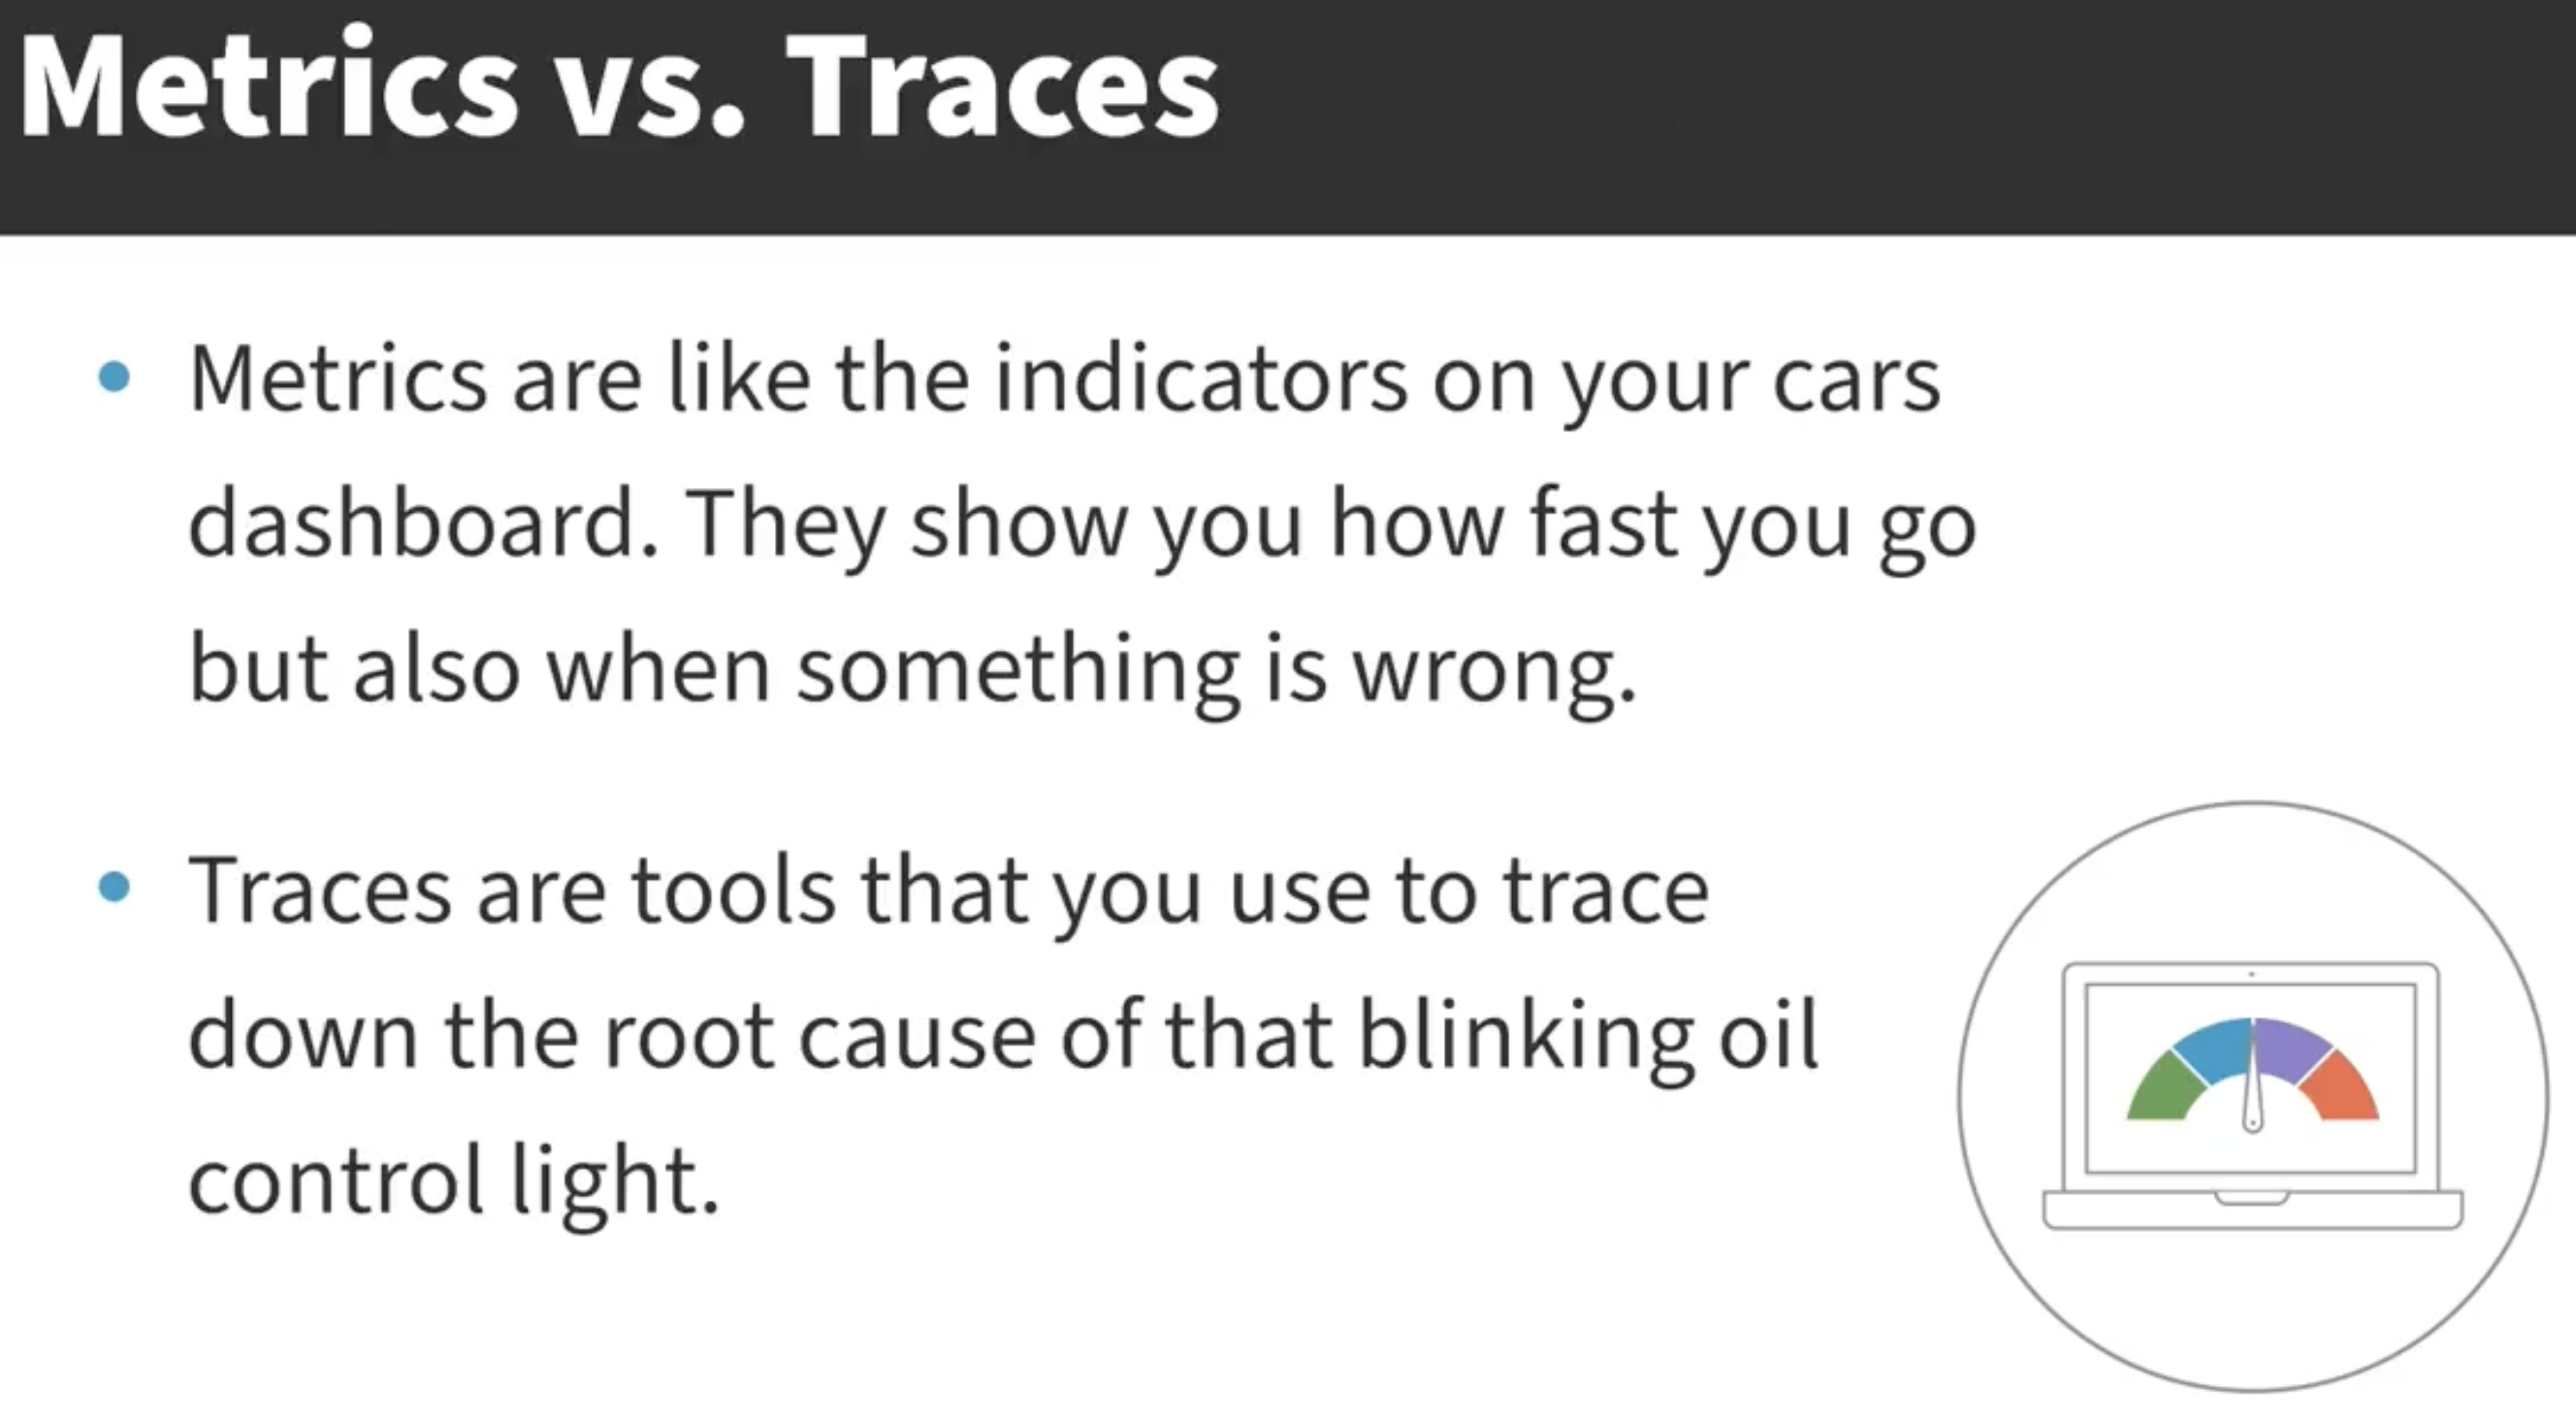 Metrics vs. Traces
• Metrics are like the indicators on your cars
dashboard. They show you how fast you go
but also when something is wrong.
• Traces are tools that you use to trace
down the root cause of that blinking oil
control light.